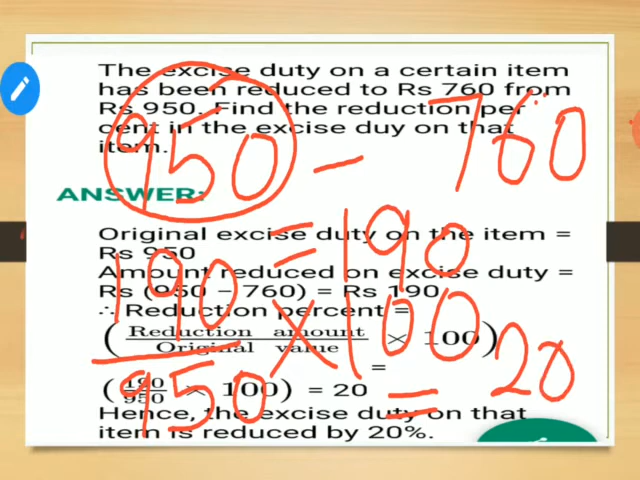 The excise duty on a certain item
has been reduced to Rs 760 from
Rs 950. Find the reduction per
cent in the excise duy on that
item.
950 - 760
ANSWER:
= 190
Original excise duty on the item =
Rs 950
Amount reduced on excise duty =
Rs (950 − 760) = Rs 190
∴ Reduction percent =
(Reduction amount / Original value × 100)
=
(190/950 × 100) = 20
190/950 × 100 = 20
Hence, the excise duty on that
item is reduced by 20%.